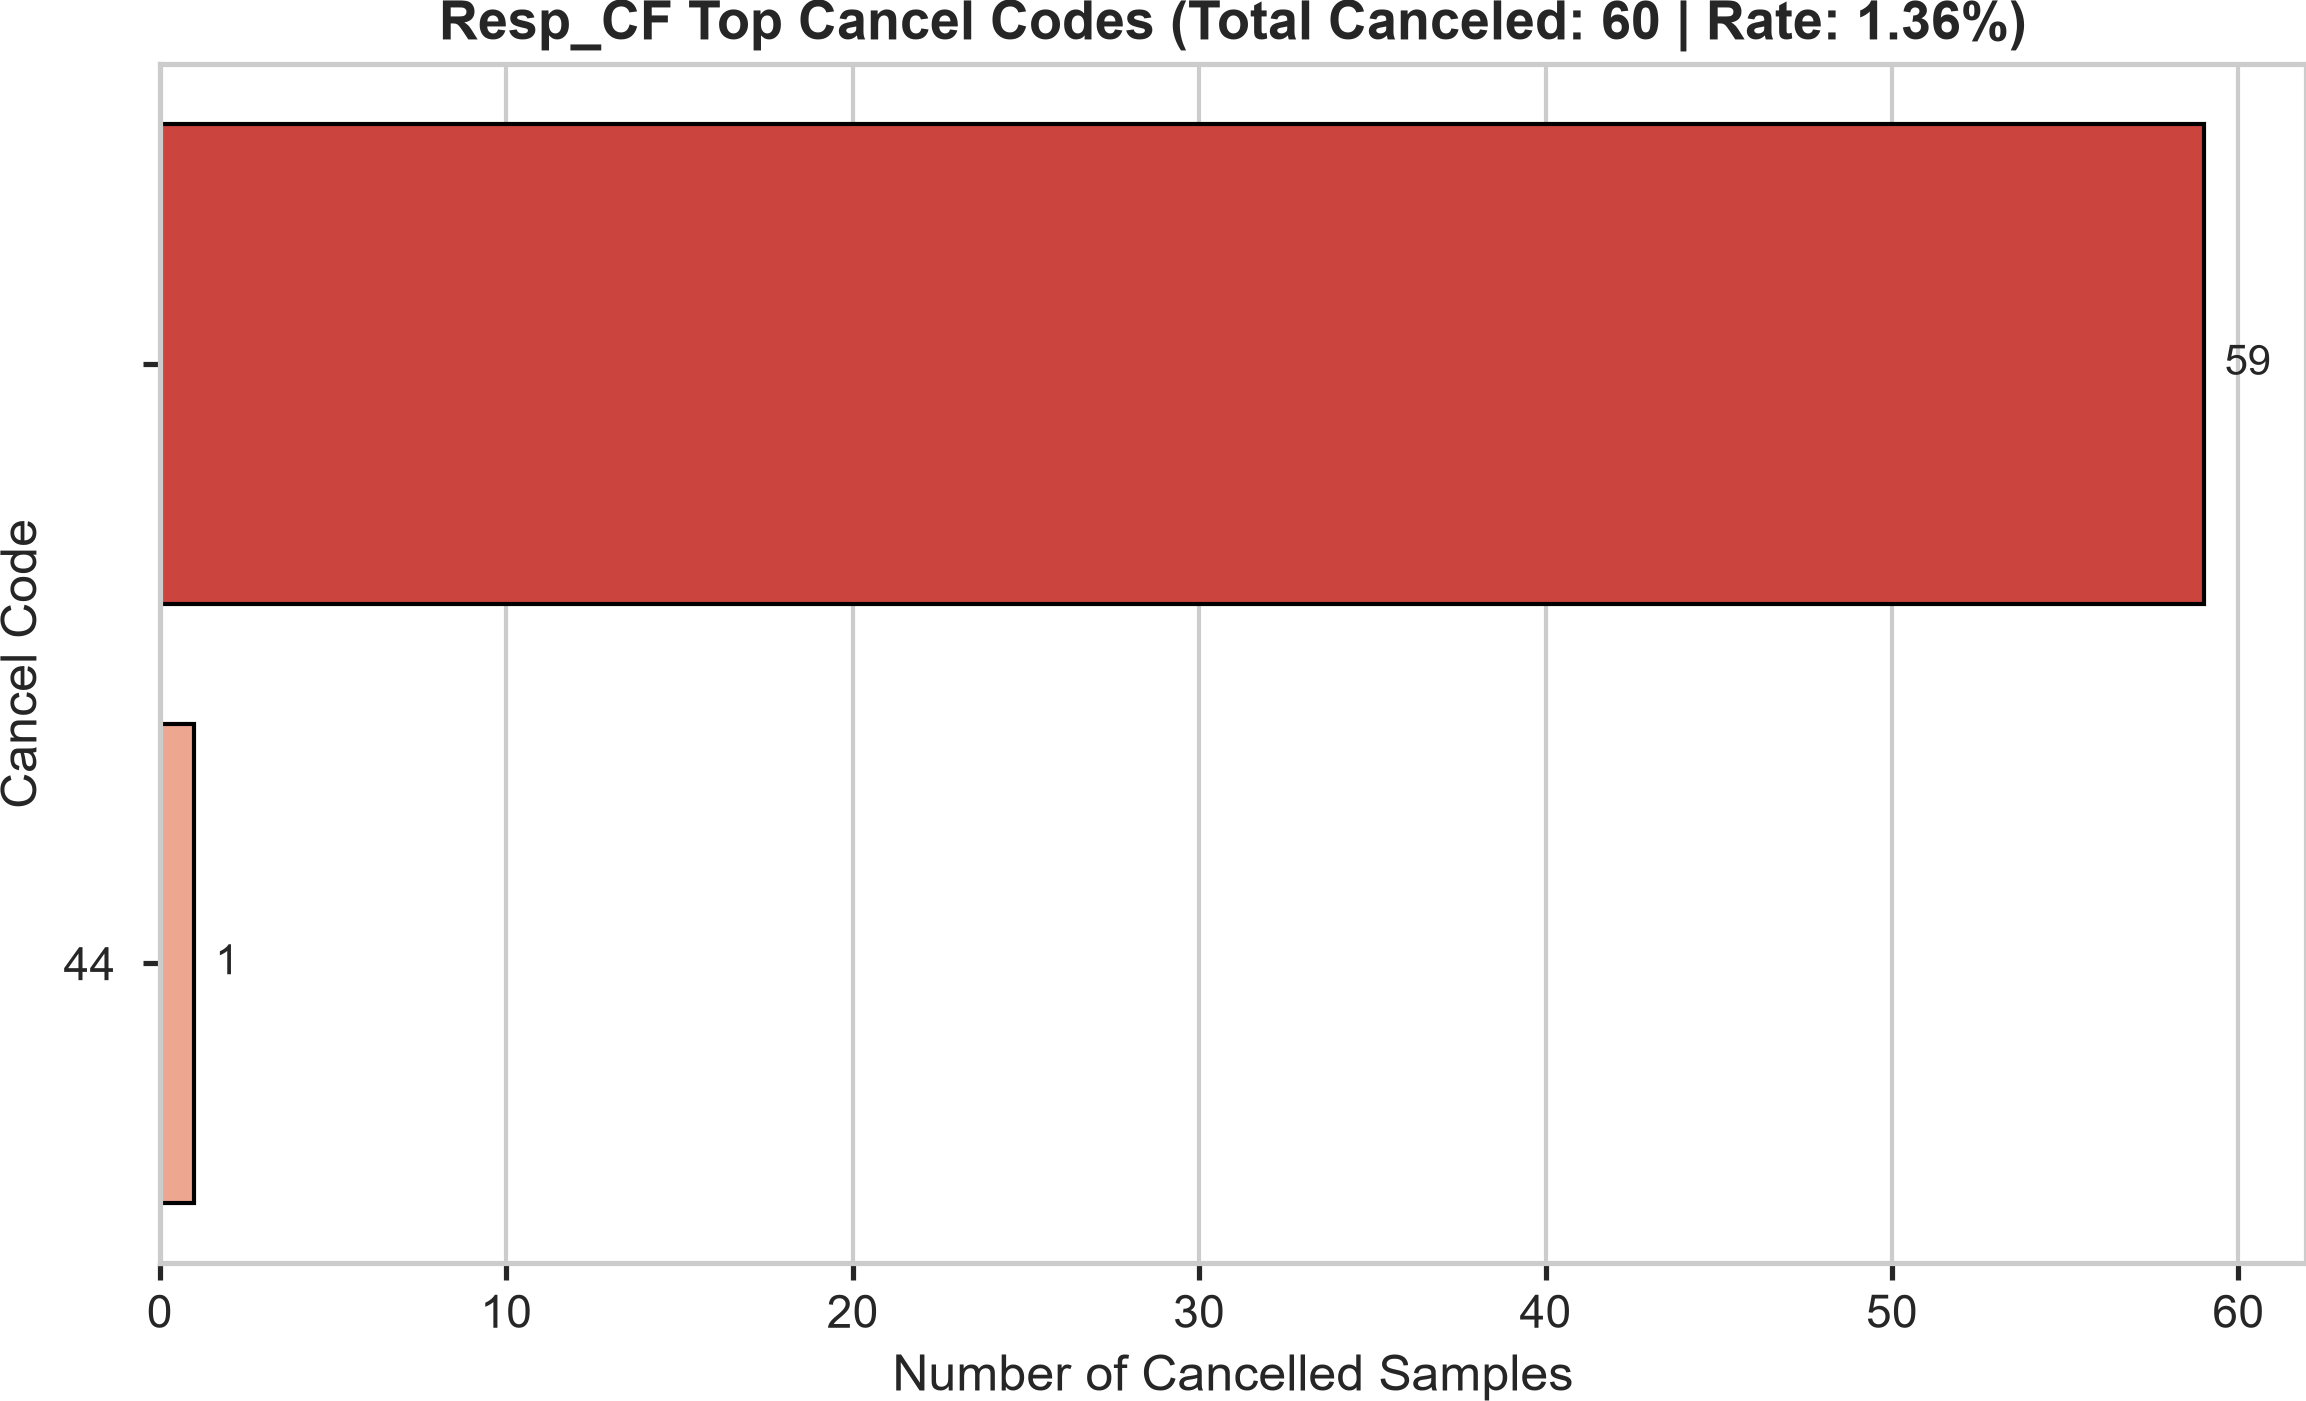 Resp_CF Top Cancel Codes (Total Canceled: 60 | Rate: 1.36%)
59
Cancel Code
44
1
0 10 20 30 40 50 60
Number of Cancelled Samples